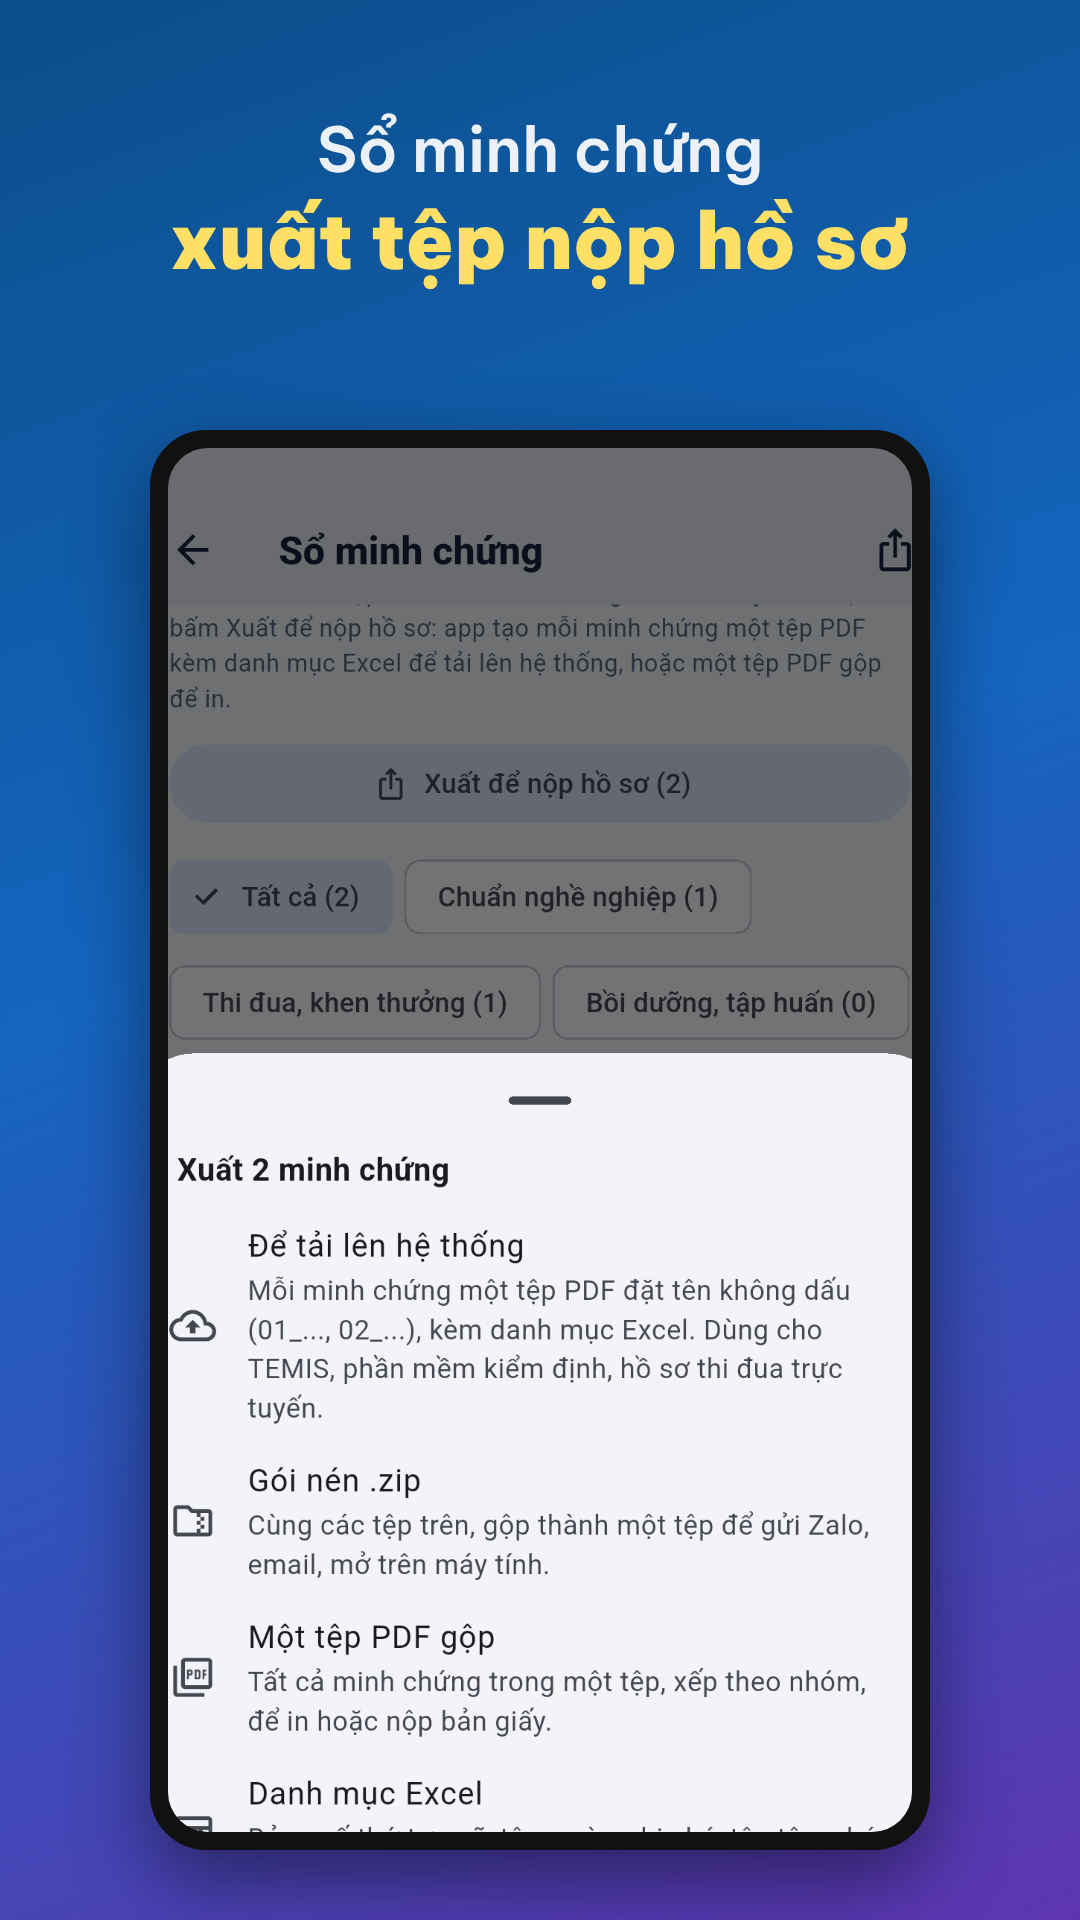 Sổ minh chứng
xuất tệp nộp hồ sơ
Sổ minh chứng
bấm Xuất để nộp hồ sơ: app tạo mỗi minh chứng một tệp PDF
kèm danh mục Excel để tải lên hệ thống, hoặc một tệp PDF gộp
để in.
Xuất để nộp hồ sơ (2)
Tất cả (2)
Chuẩn nghề nghiệp (1)
Thi đua, khen thưởng (1)
Bồi dưỡng, tập huấn (0)
Xuất 2 minh chứng
Để tải lên hệ thống
Mỗi minh chứng một tệp PDF đặt tên không dấu
(01_..., 02_...), kèm danh mục Excel. Dùng cho
TEMIS, phần mềm kiểm định, hồ sơ thi đua trực
tuyến.
Gói nén .zip
Cùng các tệp trên, gộp thành một tệp để gửi Zalo,
email, mở trên máy tính.
Một tệp PDF gộp
PDF
Tất cả minh chứng trong một tệp, xếp theo nhóm,
để in hoặc nộp bản giấy.
Danh mục Excel